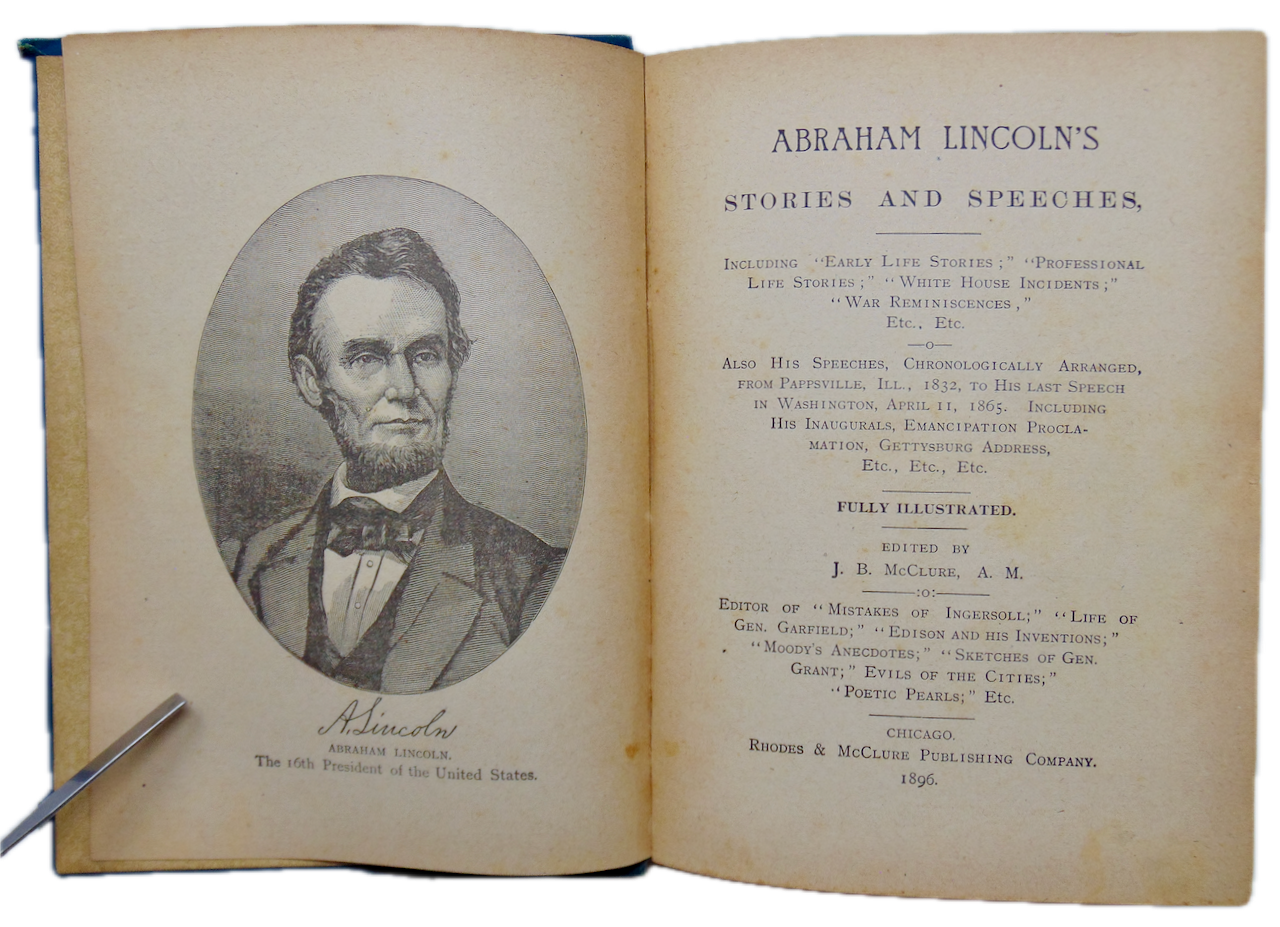 A. Lincoln
ABRAHAM LINCOLN.
The 16th President of the United States.
ABRAHAM LINCOLN'S
STORIES AND SPEECHES,
INCLUDING "EARLY LIFE STORIES;" "PROFESSIONAL
LIFE STORIES;" "WHITE HOUSE INCIDENTS;"
"WAR REMINISCENCES,"
ETC., ETC.
—o—
ALSO HIS SPEECHES, CHRONOLOGICALLY ARRANGED,
FROM PAPPSVILLE, ILL., 1832, TO HIS LAST SPEECH
IN WASHINGTON, APRIL 11, 1865. INCLUDING
HIS INAUGURALS, EMANCIPATION PROCLA-
MATION, GETTYSBURG ADDRESS,
ETC., ETC., ETC.
FULLY ILLUSTRATED.
EDITED BY
J. B. MCCLURE, A. M.
—:o:—
EDITOR OF "MISTAKES OF INGERSOLL;" "LIFE OF
GEN. GARFIELD;" "EDISON AND HIS INVENTIONS;"
"MOODY'S ANECDOTES;" "SKETCHES OF GEN.
GRANT;" EVILS OF THE CITIES;"
"POETIC PEARLS;" ETC.
CHICAGO.
RHODES & MCCLURE PUBLISHING COMPANY.
1896.